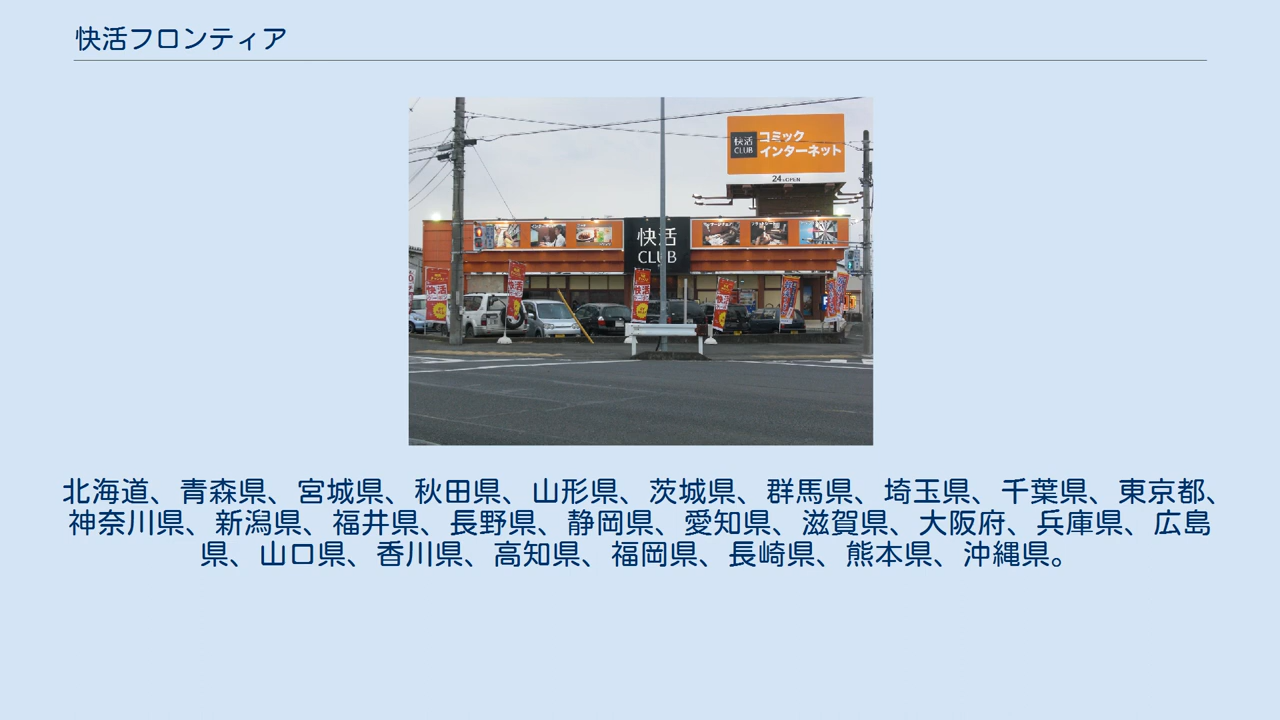 快活フロンティア
快活
CLUB
コミック
インターネット
24h OPEN
快活
CLUB
北海道、青森県、宮城県、秋田県、山形県、茨城県、群馬県、埼玉県、千葉県、東京都、
神奈川県、新潟県、福井県、長野県、静岡県、愛知県、滋賀県、大阪府、兵庫県、広島
県、山口県、香川県、高知県、福岡県、長崎県、熊本県、沖縄県。